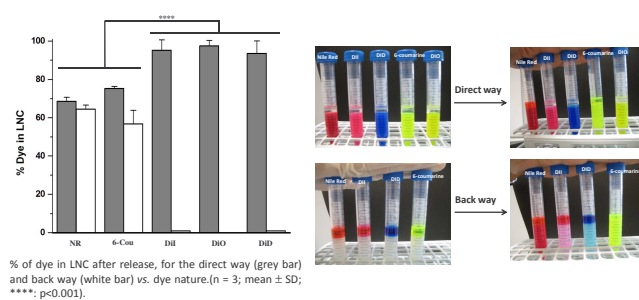 ****
% Dye in LNC
100
80
60
40
20
0
NR 6-Cou DiI DiO DiD
% of dye in LNC after release, for the direct way (grey bar)
and back way (white bar) vs. dye nature.(n = 3; mean ± SD;
****: p<0.001).
Nile Red DiI DiD 6-coumarine DiO
Direct way
Nile Red DiI DiD 6-coumarine DiO
Nile Red DiI DiD 6-coumarine
Back way
Nile Red DiI DiD 6-coumarine